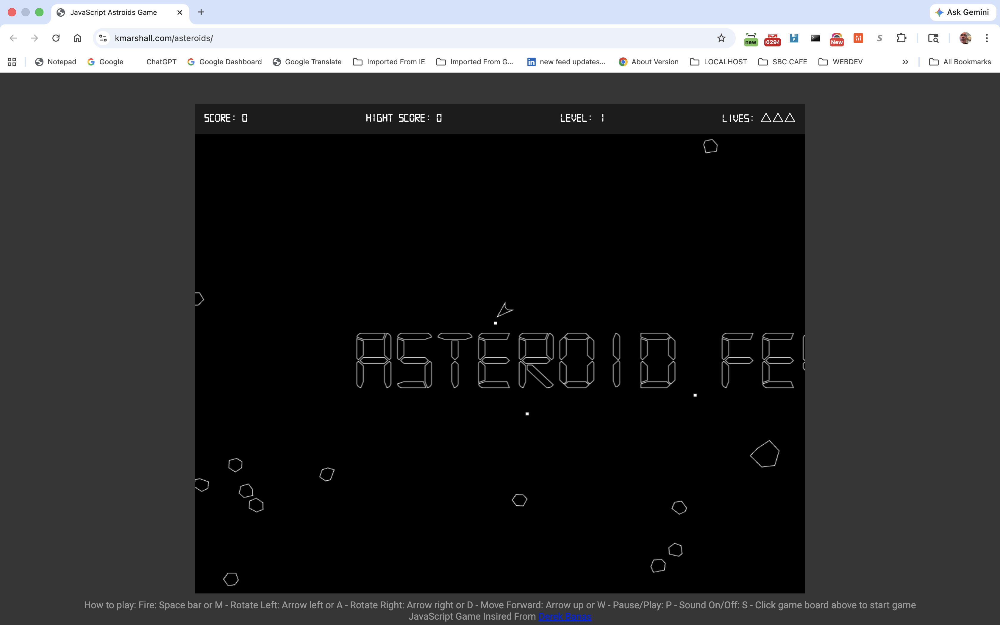 JavaScript Astroids Game
Ask Gemini
kmarshall.com/asteroids/
new
0294
New
S
Notepad
Google
ChatGPT
Google Dashboard
Google Translate
Imported From IE
Imported From G...
in
new feed updates...
About Version
LOCALHOST
SBC CAFE
WEBDEV
All Bookmarks
SCORE: 0
HIGHT SCORE: 0
LEVEL: 1
LIVES:
ASTEROID FE
How to play: Fire: Space bar or M - Rotate Left: Arrow left or A - Rotate Right: Arrow right or D - Move Forward: Arrow up or W - Pause/Play: P - Sound On/Off: S - Click game board above to start game
JavaScript Game Insired From Derek Banas